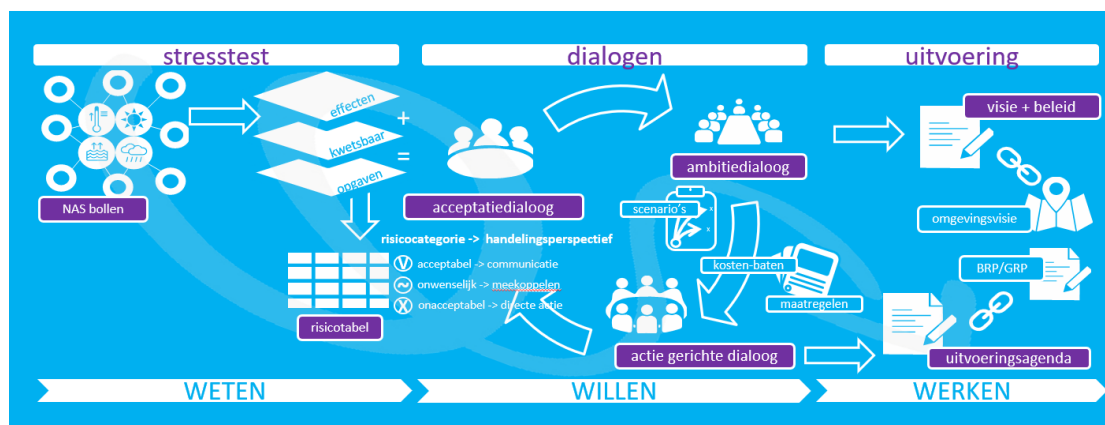 stresstest
dialogen
uitvoering
effecten
+
kwetsbaar
=
opgaven
NAS bollen
acceptatiedialoog
ambitiedialoog
visie + beleid
omgevingsvisie
BRP/GRP
scenario's
x
x
kosten-baten
maatregelen
risicocategorie -> handelingsperspectief
V acceptabel -> communicatie
~ onwenselijk -> meekoppelen
X onacceptabel -> directe actie
risicotabel
actie gerichte dialoog
uitvoeringsagenda
WETEN
WILLEN
WERKEN